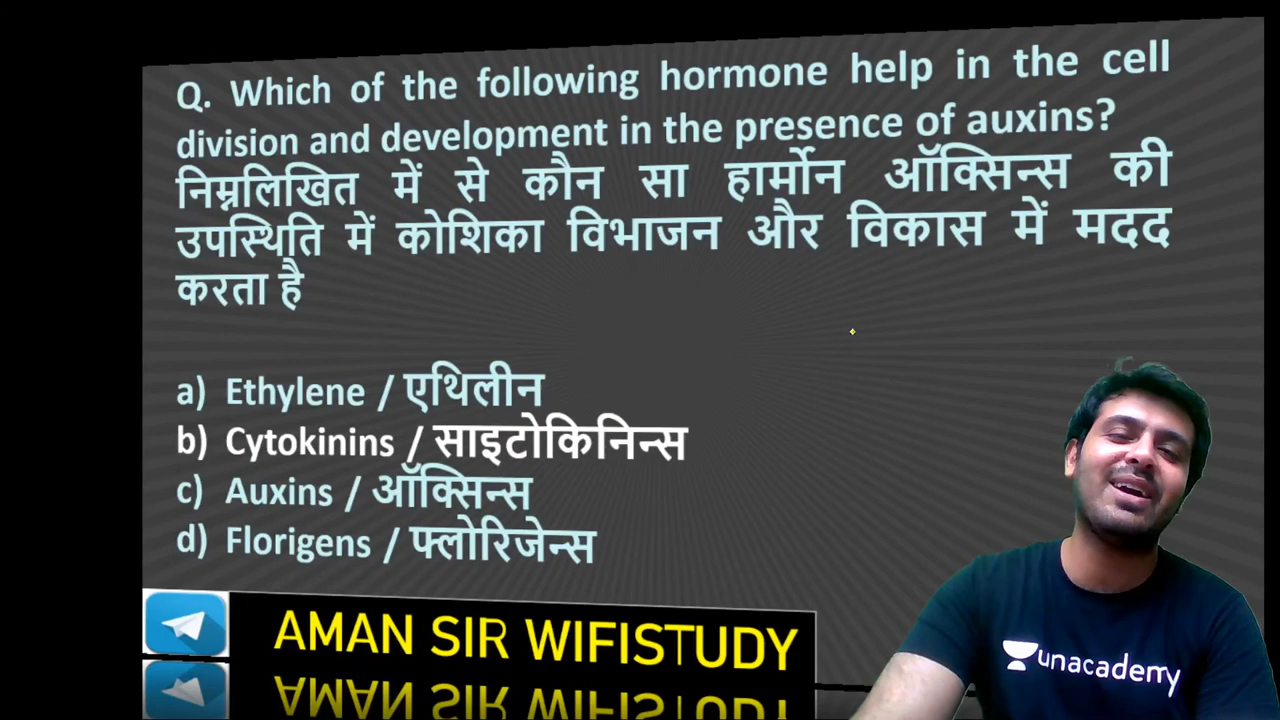 Q. Which of the following hormone help in the cell
division and development in the presence of auxins?
निम्नलिखित में से कौन सा हार्मोन ऑक्सिन्स की
उपस्थिति में कोशिका विभाजन और विकास में मदद
करता है
a) Ethylene / एथिलीन
b) Cytokinins / साइटोकिनिन्स
c) Auxins / ऑक्सिन्स
d) Florigens / फ्लोरिजेन्स
AMAN SIR WIFISTUDY
unacademy